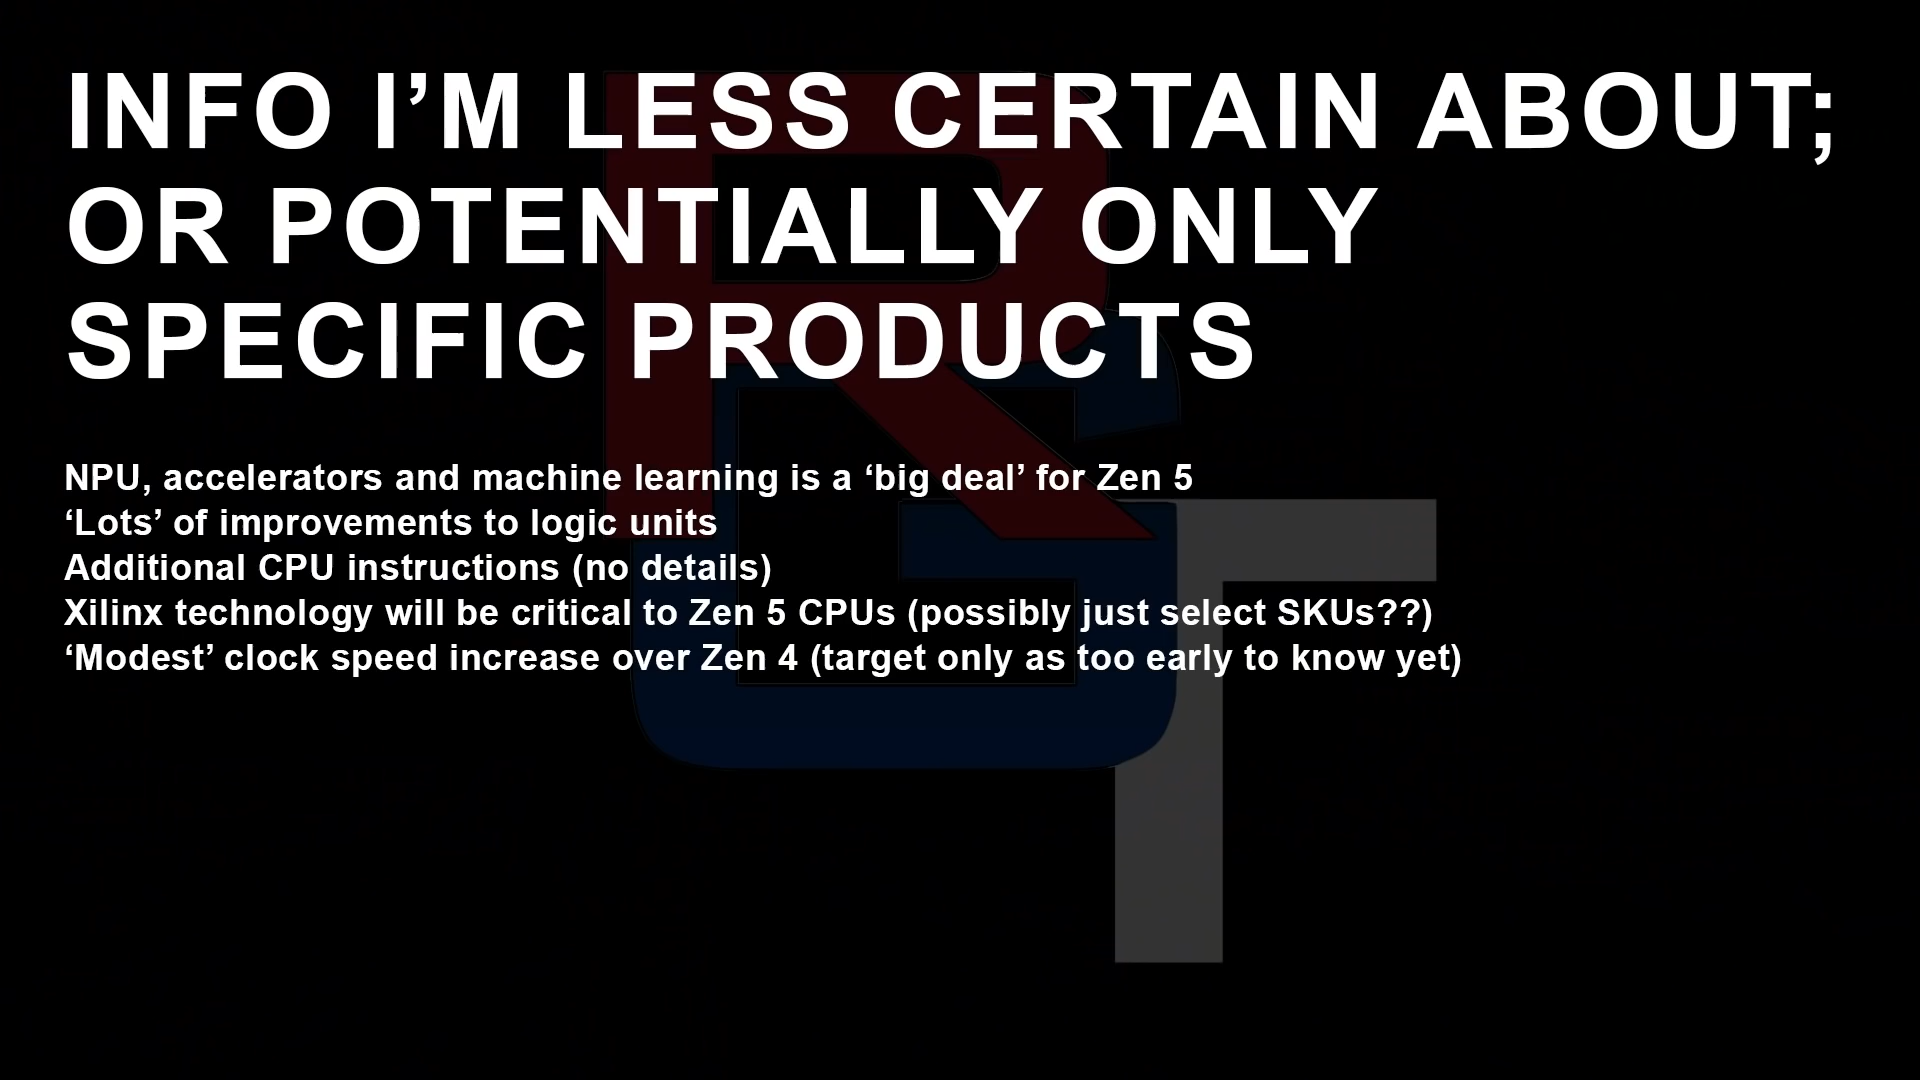 INFO I’M LESS CERTAIN ABOUT;
OR POTENTIALLY ONLY
SPECIFIC PRODUCTS
NPU, accelerators and machine learning is a ‘big deal’ for Zen 5
‘Lots’ of improvements to logic units
Additional CPU instructions (no details)
Xilinx technology will be critical to Zen 5 CPUs (possibly just select SKUs??)
‘Modest’ clock speed increase over Zen 4 (target only as too early to know yet)
RGT